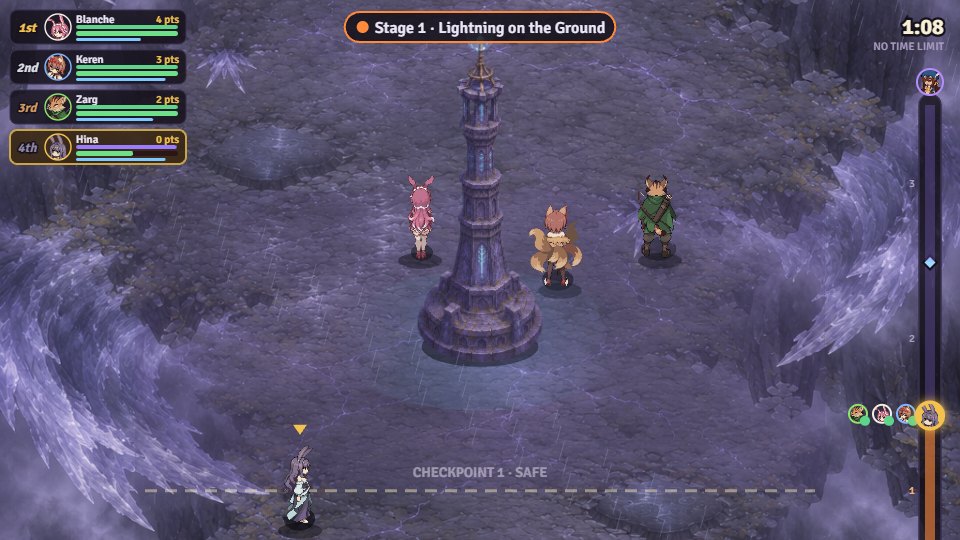 1st Blanche 4 pts
2nd Keren 3 pts
3rd Zarg 2 pts
4th Hina 0 pts
Stage 1 · Lightning on the Ground
1:08
NO TIME LIMIT
3
2
1
CHECKPOINT 1 · SAFE